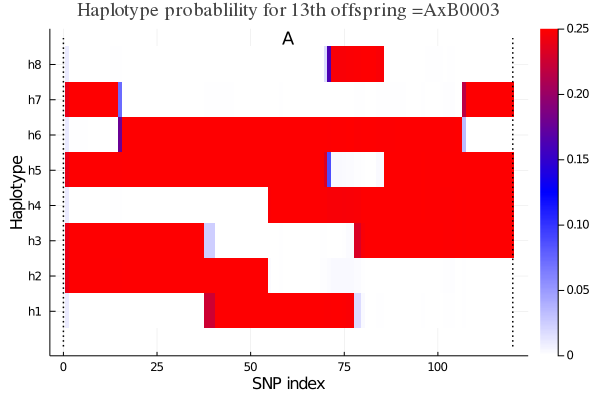 Haplotype probablility for 13th offspring =AxB0003
A
Haplotype
h8
h7
h6
h5
h4
h3
h2
h1
0 25 50 75 100
SNP index
0.25
0.20
0.15
0.10
0.05
0